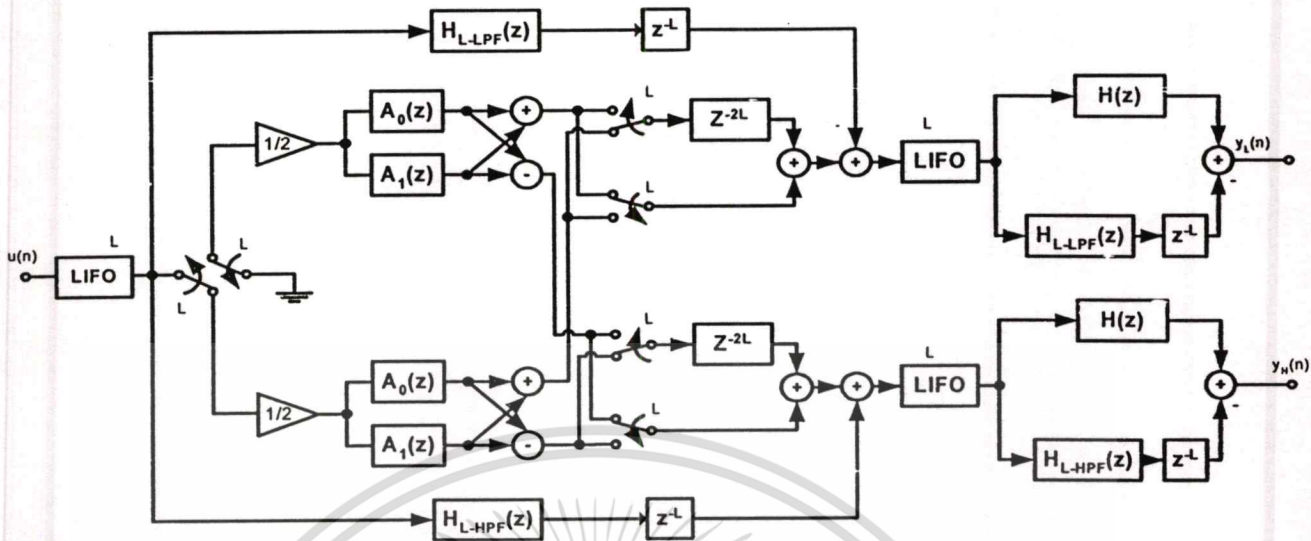 H_L-LPF(z)
z^-L
L
A_0(z)
+
L
Z^-2L
H(z)
1/2
-
+
+
-
L
LIFO
+
y_L(n)
A_1(z)
-
L
H_L-LPF(z)
z^-L
u(n)
L
LIFO
L
L
L
Z^-2L
H(z)
A_0(z)
+
L
LIFO
+
y_H(n)
1/2
+
+
-
A_1(z)
-
L
H_L-HPF(z)
z^-L
H_L-HPF(z)
z^-L